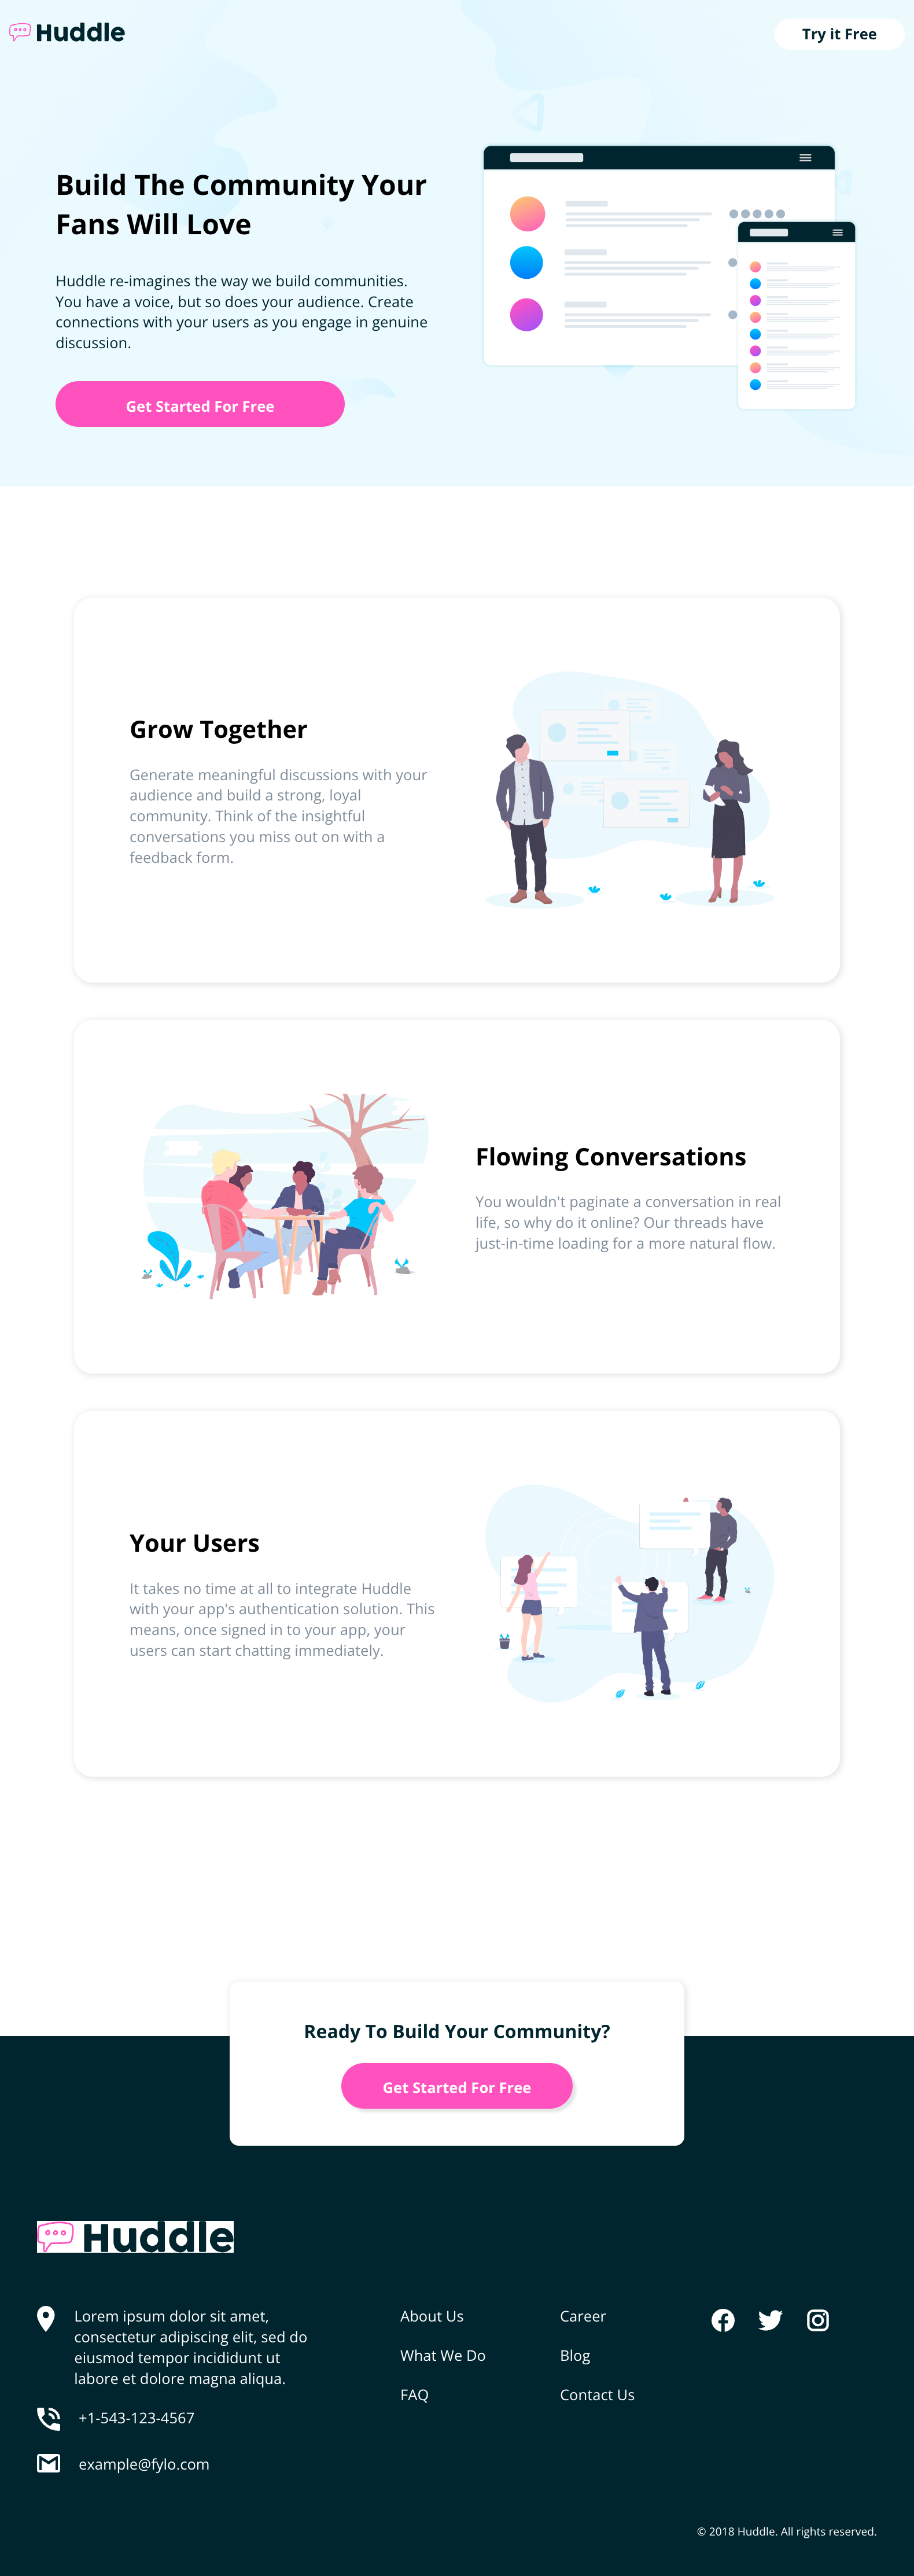 Huddle
Try it Free
Build The Community Your
Fans Will Love
Huddle re-imagines the way we build communities.
You have a voice, but so does your audience. Create
connections with your users as you engage in genuine
discussion.
Get Started For Free
Grow Together
Generate meaningful discussions with your
audience and build a strong, loyal
community. Think of the insightful
conversations you miss out on with a
feedback form.
Flowing Conversations
You wouldn't paginate a conversation in real
life, so why do it online? Our threads have
just-in-time loading for a more natural flow.
Your Users
It takes no time at all to integrate Huddle
with your app's authentication solution. This
means, once signed in to your app, your
users can start chatting immediately.
Ready To Build Your Community?
Get Started For Free
Huddle
Lorem ipsum dolor sit amet,
consectetur adipiscing elit, sed do
eiusmod tempor incididunt ut
labore et dolore magna aliqua.
+1-543-123-4567
example@fylo.com
About Us
What We Do
FAQ
Career
Blog
Contact Us
© 2018 Huddle. All rights reserved.